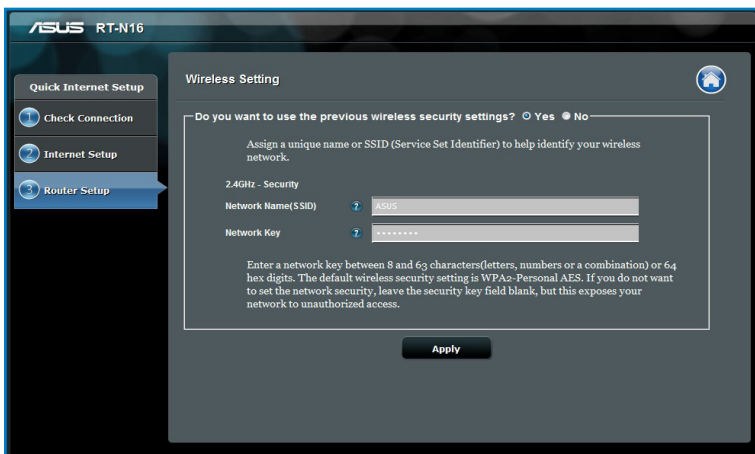 ASUS RT-N16
Quick Internet Setup
1 Check Connection
2 Internet Setup
3 Router Setup
Wireless Setting
Do you want to use the previous wireless security settings? Yes No
Assign a unique name or SSID (Service Set Identifier) to help identify your wireless
network.
2.4GHz - Security
Network Name(SSID) ? ASUS
Network Key ? ••••••••
Enter a network key between 8 and 63 characters(letters, numbers or a combination) or 64
hex digits. The default wireless security setting is WPA2-Personal AES. If you do not want
to set the network security, leave the security key field blank, but this exposes your
network to unauthorized access.
Apply